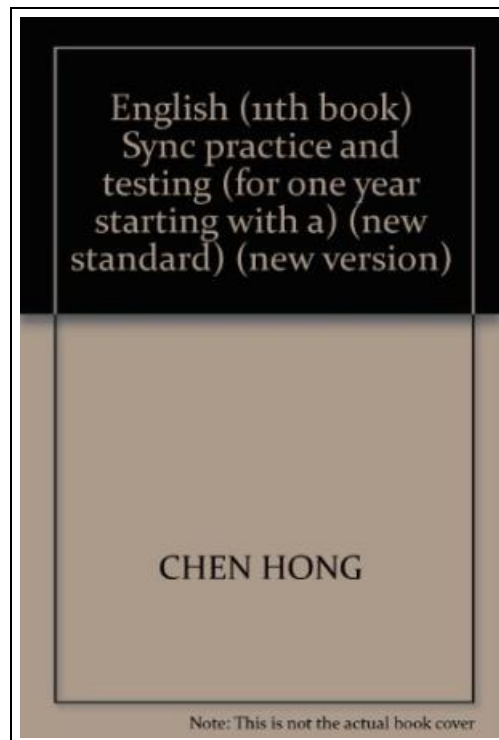 English (11th book)
Sync practice and
testing (for one year
starting with a) (new
standard) (new version)
CHEN HONG
Note: This is not the actual book cover